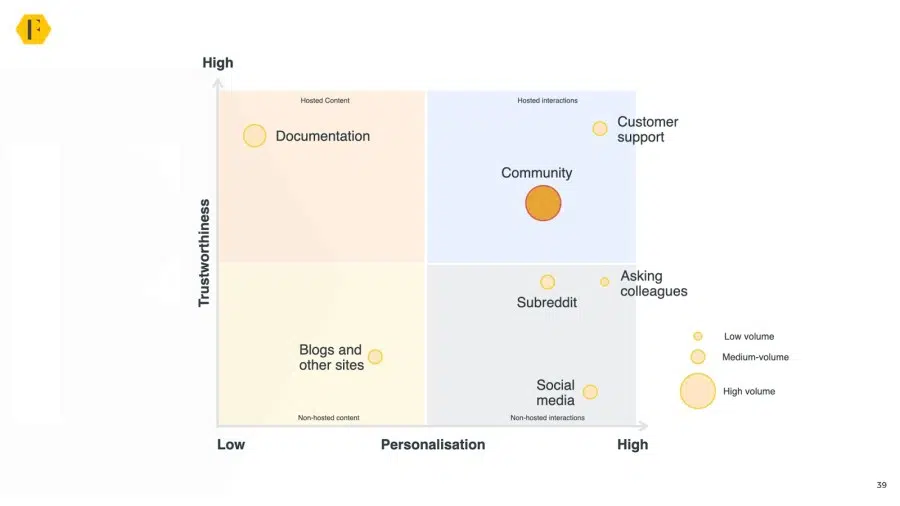 F
High
Hosted Content
Hosted interactions
Documentation
Customer
support
Community
Trustworthiness
Asking
colleagues
Subreddit
Blogs and
other sites
Social
media
Non-hosted content
Non-hosted interactions
Low
Personalisation
High
Low volume
Medium-volume
High volume
39